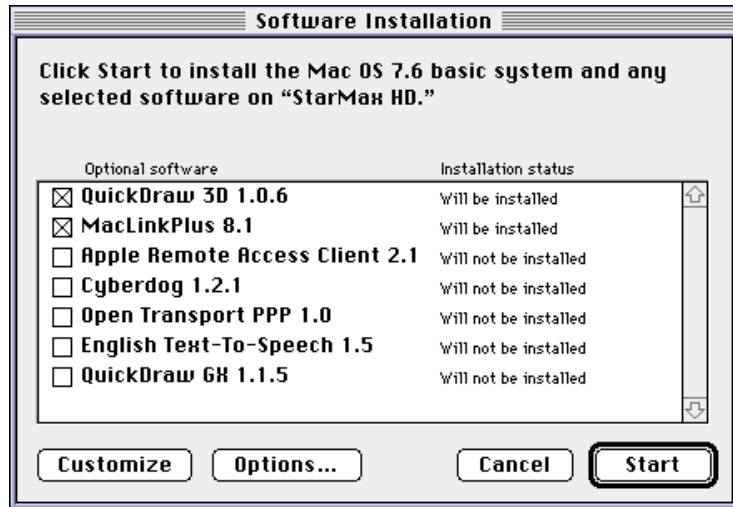 Software Installation
Click Start to install the Mac OS 7.6 basic system and any
selected software on “StarMax HD.”
Optional software Installation status
QuickDraw 3D 1.0.6 Will be installed
MacLinkPlus 8.1 Will be installed
Apple Remote Access Client 2.1 Will not be installed
Cyberdog 1.2.1 Will not be installed
Open Transport PPP 1.0 Will not be installed
English Text-To-Speech 1.5 Will not be installed
QuickDraw GX 1.1.5 Will not be installed
Customize Options... Cancel Start